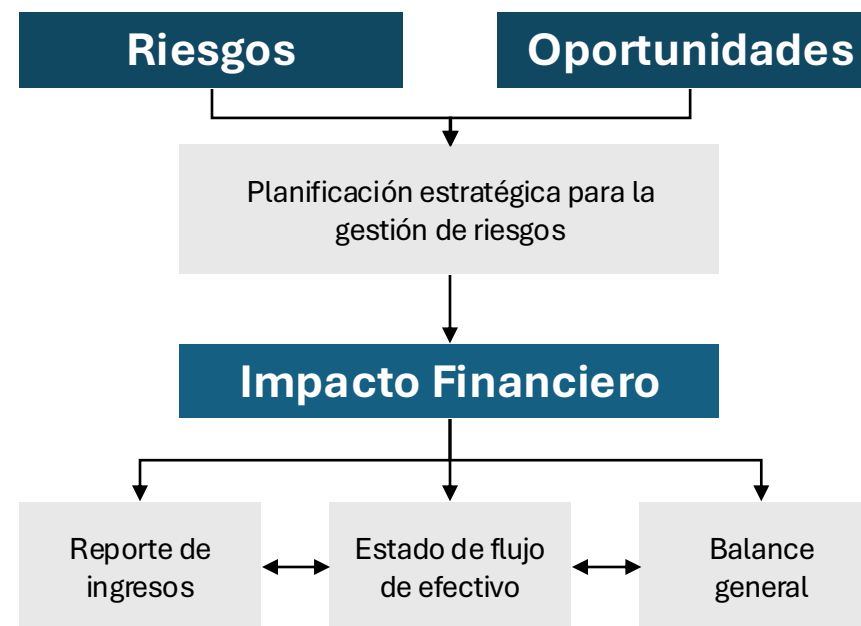 Riesgos
Oportunidades
Planificación estratégica para la
gestión de riesgos
Impacto Financiero
Reporte de
ingresos
Estado de flujo
de efectivo
Balance
general